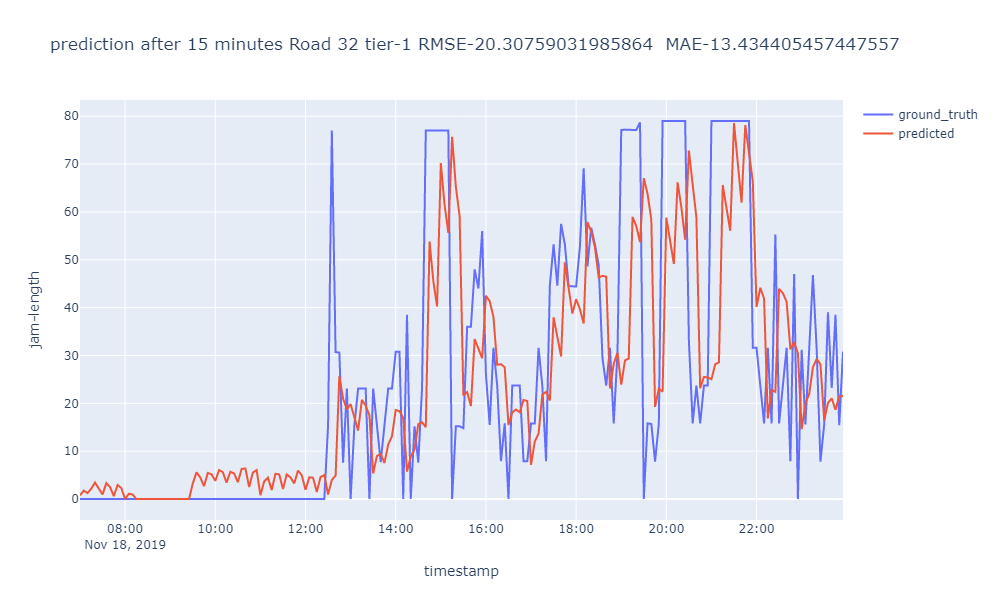 prediction after 15 minutes Road 32 tier-1 RMSE-20.30759031985864  MAE-13.434405457447557
ground_truth
predicted
80
70
60
50
40
30
20
10
0
jam-length
08:00 10:00 12:00 14:00 16:00 18:00 20:00 22:00
Nov 18, 2019
timestamp